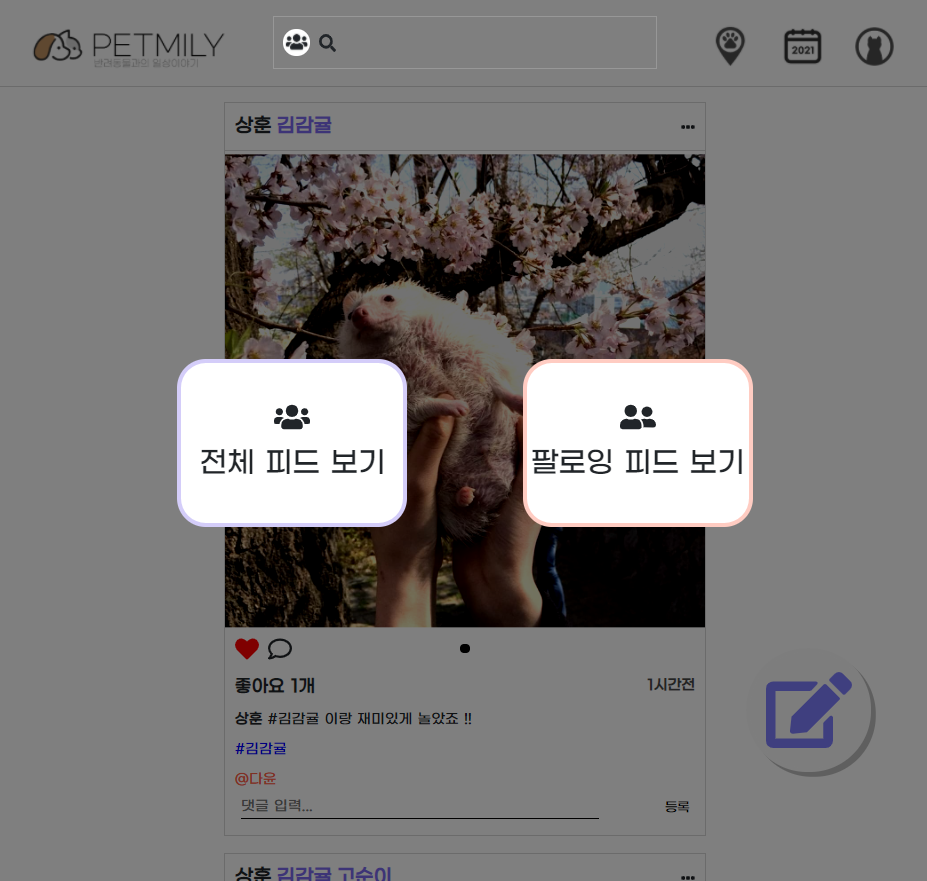 PETMILY
반려동물과의 일상이야기
2021
상훈 김감귤
전체 피드 보기
팔로잉 피드 보기
좋아요 1개
1시간전
상훈 #김감귤 이랑 재미있게 놀았죠 !!
#김감귤
@다윤
댓글 입력...
등록
상훈 김감귤 고순이